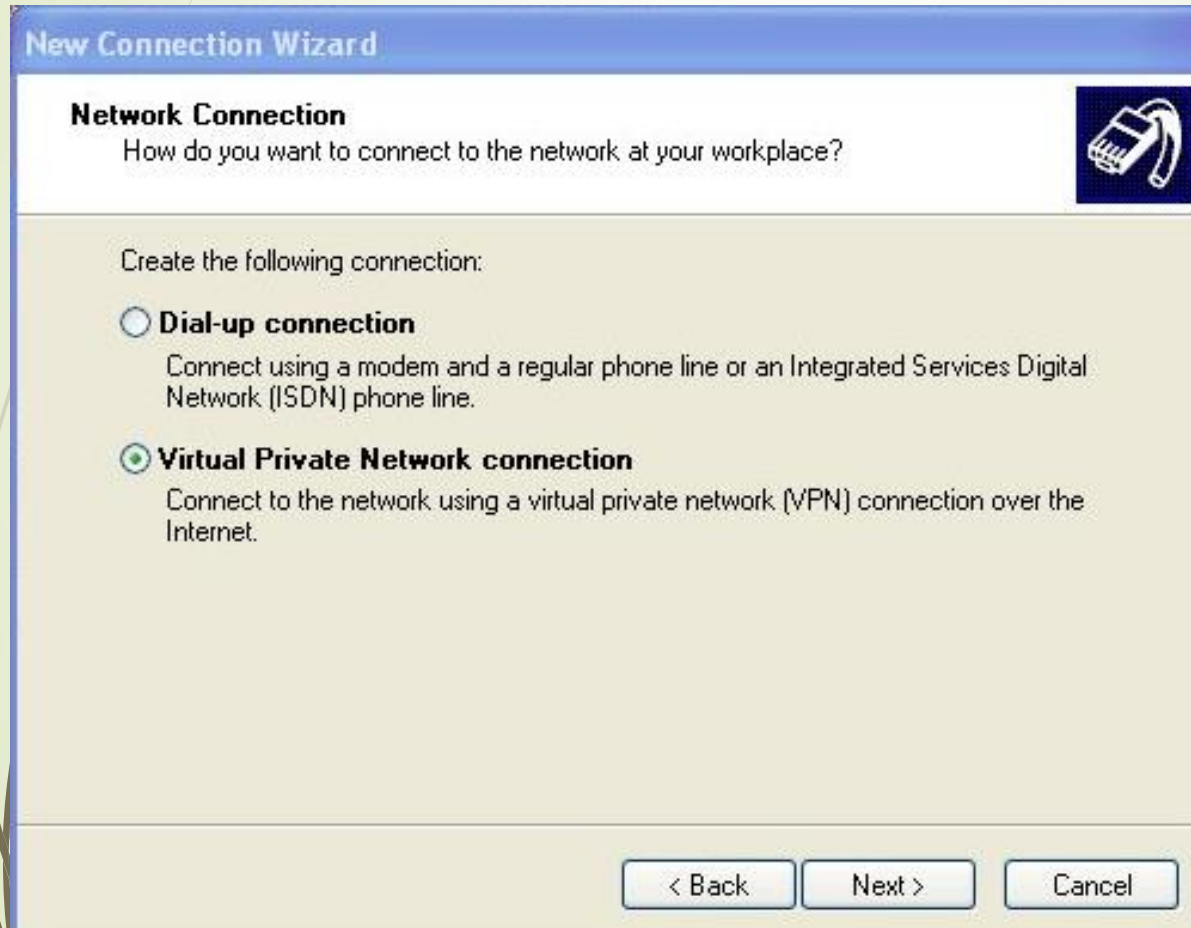 New Connection Wizard
Network Connection
How do you want to connect to the network at your workplace?
Create the following connection:
Dial-up connection
Connect using a modem and a regular phone line or an Integrated Services Digital
Network (ISDN) phone line.
Virtual Private Network connection
Connect to the network using a virtual private network (VPN) connection over the
Internet.
< Back Next > Cancel